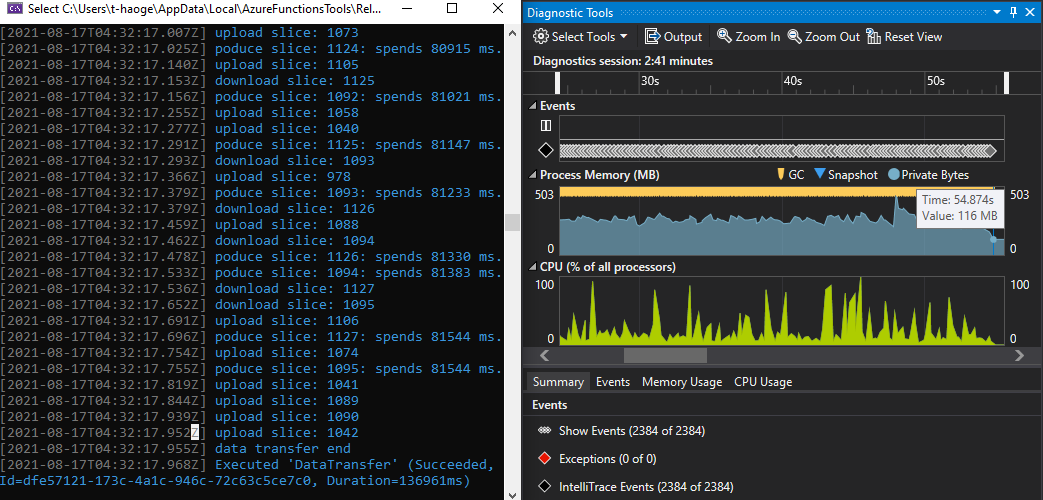 Select C:\Users\t-haoge\AppData\Local\AzureFunctionsTools\Rel...
[2021-08-17T04:32:17.007Z] upload slice: 1073
[2021-08-17T04:32:17.025Z] poduce slice: 1124: spends 80915 ms.
[2021-08-17T04:32:17.140Z] upload slice: 1105
[2021-08-17T04:32:17.153Z] download slice: 1125
[2021-08-17T04:32:17.156Z] poduce slice: 1092: spends 81021 ms.
[2021-08-17T04:32:17.255Z] upload slice: 1058
[2021-08-17T04:32:17.277Z] upload slice: 1040
[2021-08-17T04:32:17.291Z] poduce slice: 1125: spends 81147 ms.
[2021-08-17T04:32:17.293Z] download slice: 1093
[2021-08-17T04:32:17.366Z] upload slice: 978
[2021-08-17T04:32:17.379Z] poduce slice: 1093: spends 81233 ms.
[2021-08-17T04:32:17.379Z] download slice: 1126
[2021-08-17T04:32:17.459Z] upload slice: 1088
[2021-08-17T04:32:17.462Z] download slice: 1094
[2021-08-17T04:32:17.478Z] poduce slice: 1126: spends 81330 ms.
[2021-08-17T04:32:17.533Z] poduce slice: 1094: spends 81383 ms.
[2021-08-17T04:32:17.536Z] download slice: 1127
[2021-08-17T04:32:17.652Z] download slice: 1095
[2021-08-17T04:32:17.691Z] upload slice: 1106
[2021-08-17T04:32:17.696Z] poduce slice: 1127: spends 81544 ms.
[2021-08-17T04:32:17.754Z] upload slice: 1074
[2021-08-17T04:32:17.755Z] poduce slice: 1095: spends 81544 ms.
[2021-08-17T04:32:17.819Z] upload slice: 1041
[2021-08-17T04:32:17.844Z] upload slice: 1089
[2021-08-17T04:32:17.939Z] upload slice: 1090
[2021-08-17T04:32:17.952Z] upload slice: 1042
[2021-08-17T04:32:17.955Z] data transfer end
[2021-08-17T04:32:17.968Z] Executed 'DataTransfer' (Succeeded,
Id=dfe57121-173c-4a1c-946c-72c63c5ce7c0, Duration=136961ms)
Diagnostic Tools
Select Tools Output Zoom In Zoom Out Reset View
Diagnostics session: 2:41 minutes
30s 40s 50s
Events
Process Memory (MB) GC Snapshot Private Bytes
503 503
Time: 54.874s
Value: 116 MB
0 0
CPU (% of all processors)
100 100
0 0
Summary Events Memory Usage CPU Usage
Events
Show Events (2384 of 2384)
Exceptions (0 of 0)
IntelliTrace Events (2384 of 2384)